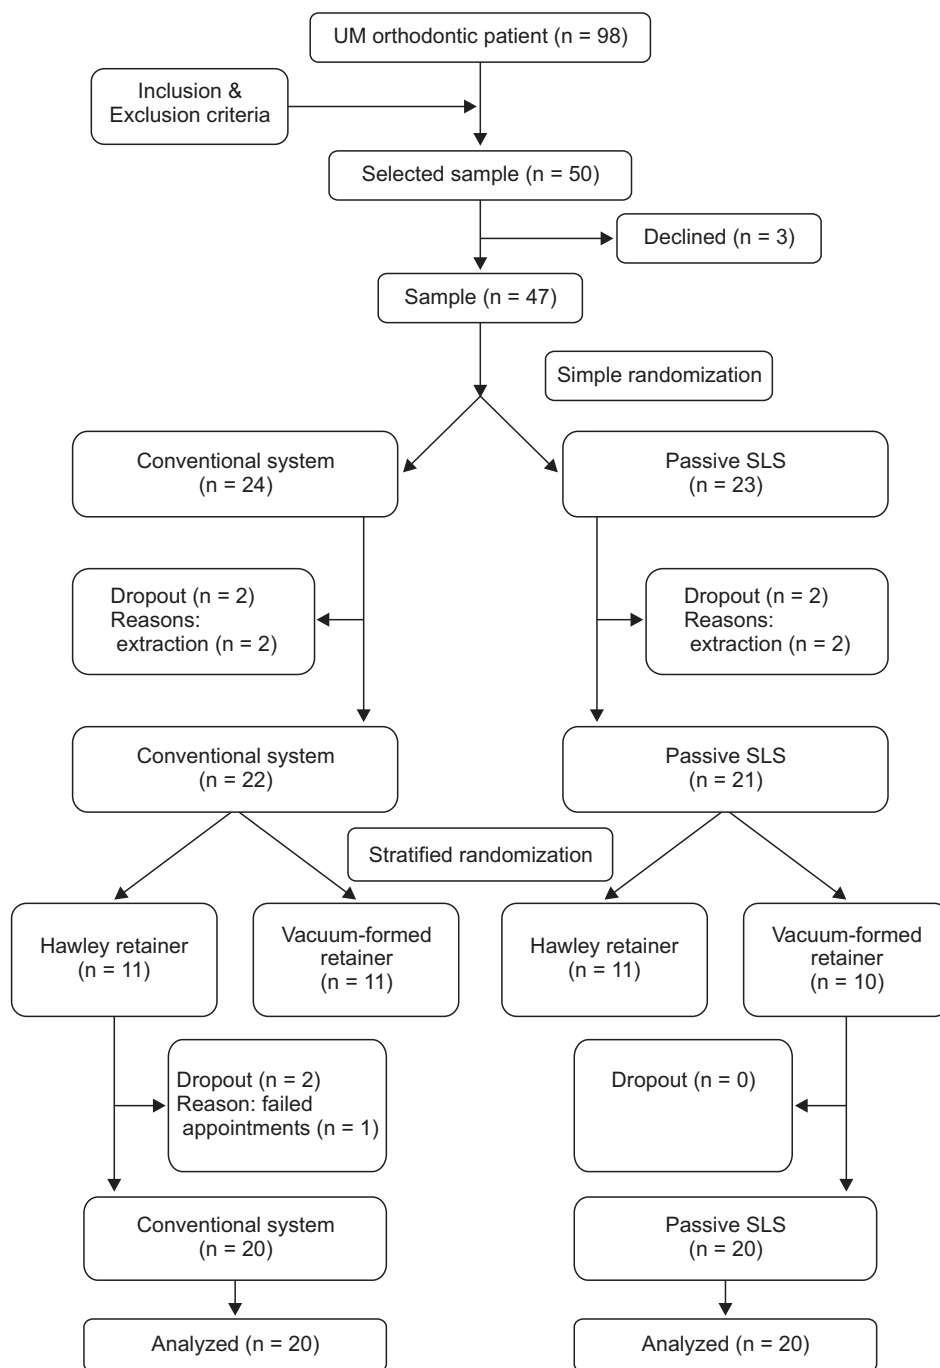 UM orthodontic patient (n = 98)
Inclusion &
Exclusion criteria
Selected sample (n = 50)
Declined (n = 3)
Sample (n = 47)
Simple randomization
Conventional system
(n = 24)
Passive SLS
(n = 23)
Dropout (n = 2)
Reasons:
extraction (n = 2)
Dropout (n = 2)
Reasons:
extraction (n = 2)
Conventional system
(n = 22)
Passive SLS
(n = 21)
Stratified randomization
Hawley retainer
(n = 11)
Vacuum-formed
retainer
(n = 11)
Hawley retainer
(n = 11)
Vacuum-formed
retainer
(n = 10)
Dropout (n = 2)
Reason: failed
appointments (n = 1)
Dropout (n = 0)
Conventional system
(n = 20)
Passive SLS
(n = 20)
Analyzed (n = 20)
Analyzed (n = 20)